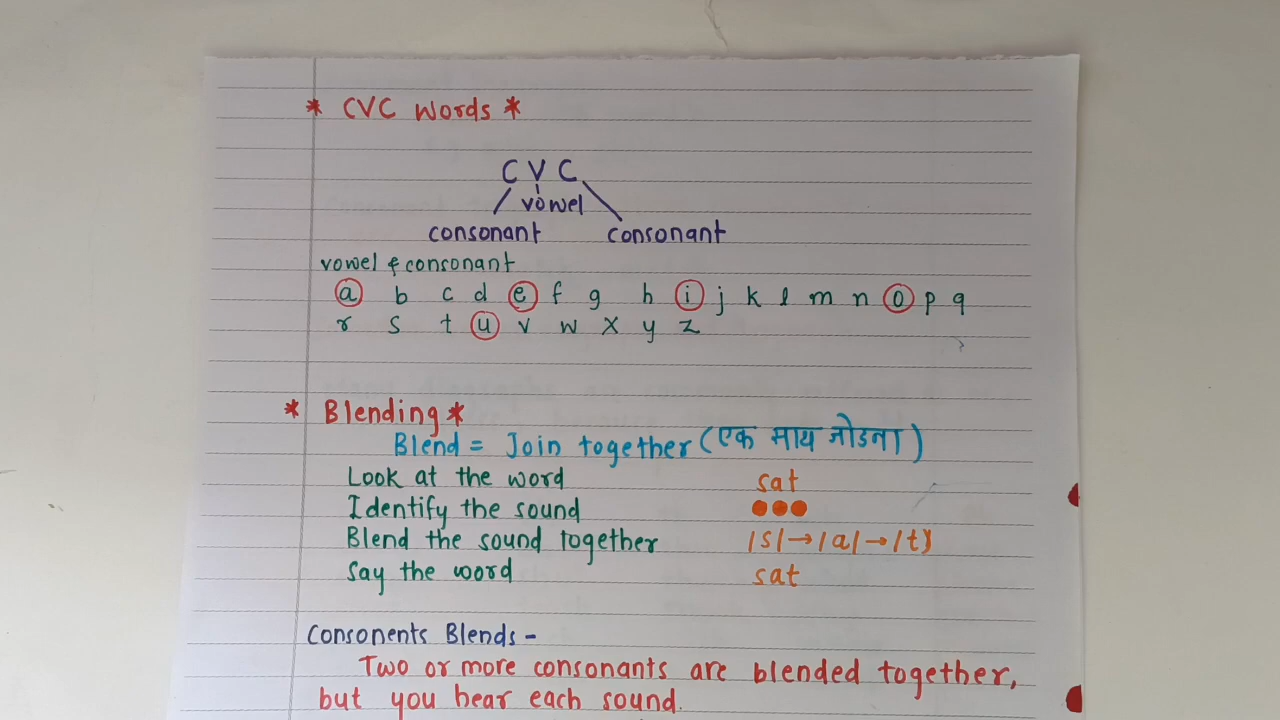 * CVC Words *
C V C
vowel
consonant consonant
vowel & consonant
a b c d e f g h i j k l m n o p q
r s t u v w x y z
* Blending *
Blend = Join together (एक साथ जोडना)
Look at the word sat
Identify the sound
Blend the sound together /s/→/a/→/t/
Say the word sat
Consonents Blends -
Two or more consonants are blended together,
but you hear each sound.